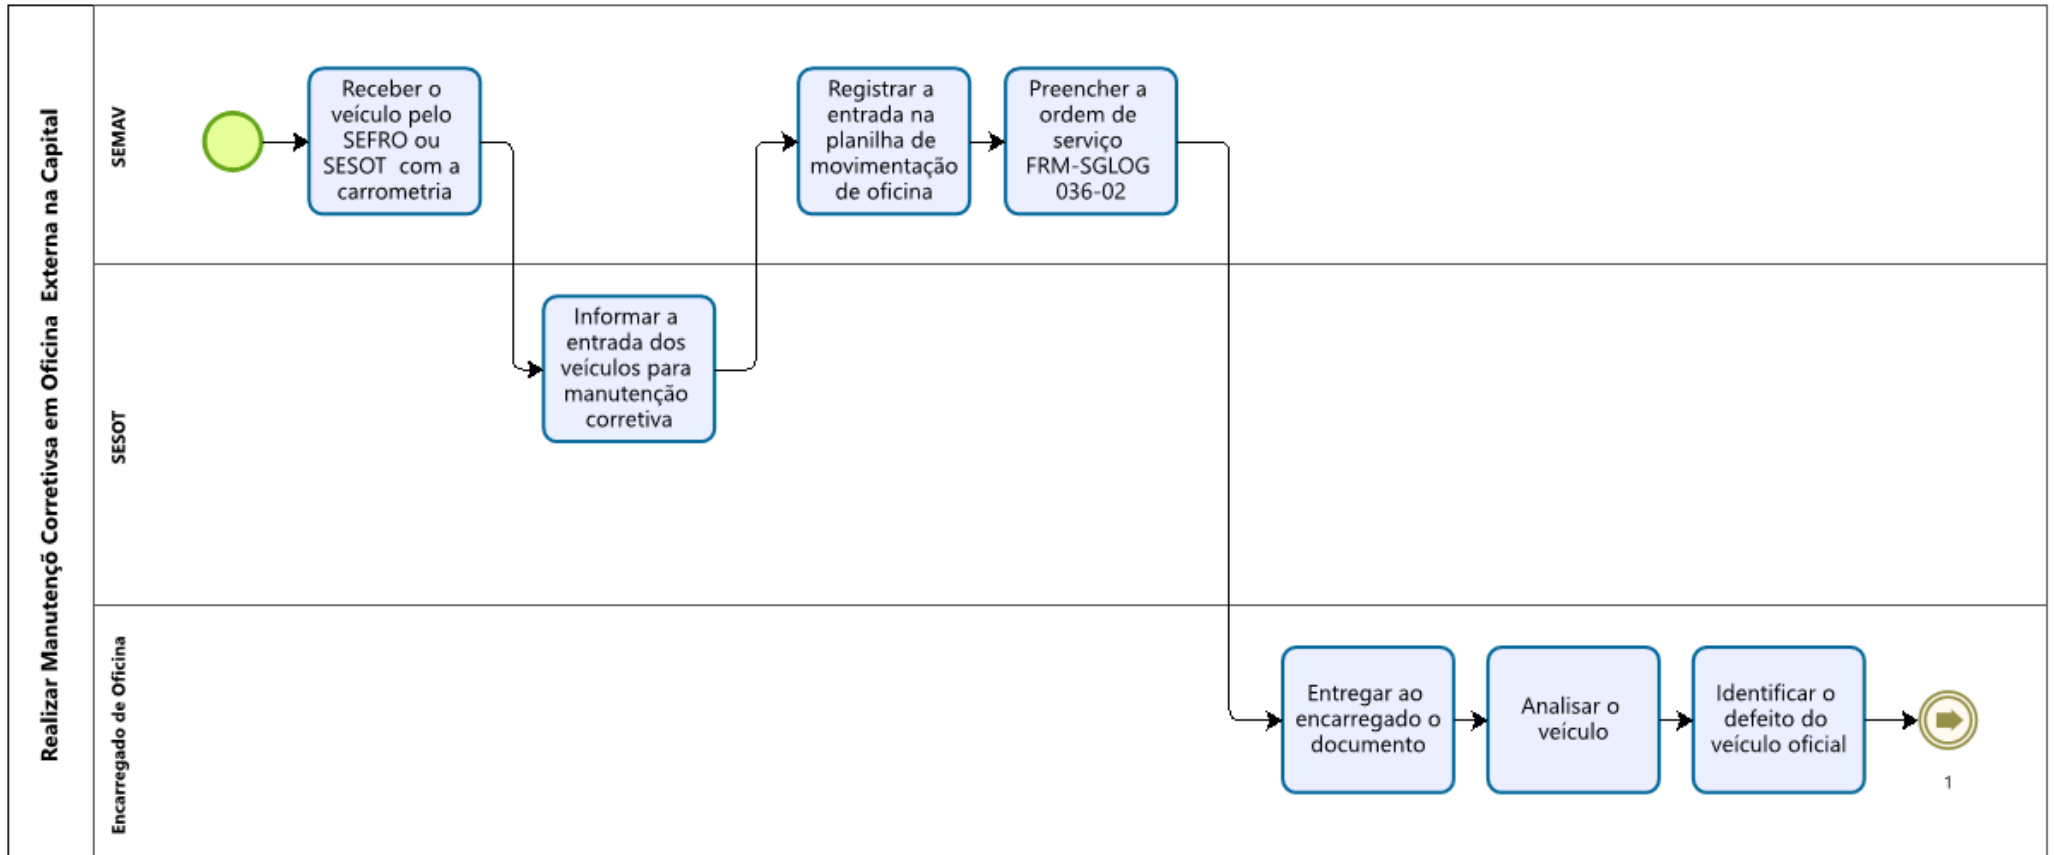 Realizar Manutençõ Corretivsa em Oficina  Externa na Capital
SEMAV
Receber o
veículo pelo
SEFRO ou
SESOT  com a
carrometria
Registrar a
entrada na
planilha de
movimentação
de oficina
Preencher a
ordem de
serviço
FRM-SGLOG
036-02
SESOT
Informar a
entrada dos
veículos para
manutenção
corretiva
Encarregado de Oficina
Entregar ao
encarregado o
documento
Analisar o
veículo
Identificar o
defeito do
veículo oficial
1